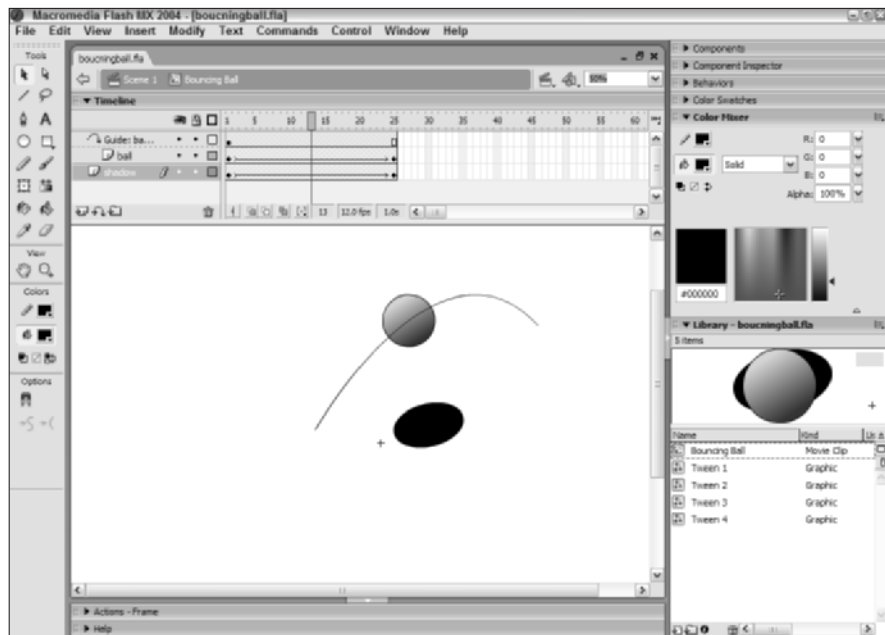 Macromedia Flash MX 2004 - [boucningball.fla]
File Edit View Insert Modify Text Commands Control Window Help
Tools
View
Colors
Options
boucningball.fla
Scene 1 Bouncing Ball 80%
Timeline
1 5 10 15 20 25 30 35 40 45 50 55 60
Guide: ba...
ball
shadow
13 12.0 fps 1.0s
Actions - Frame
Help
Components
Component Inspector
Behaviors
Color Swatches
Color Mixer
R: 0
Solid G: 0
B: 0
Alpha: 100%
#000000
Library - boucningball.fla
5 items
Name Kind
Bouncing Ball Movie Clip
Tween 1 Graphic
Tween 2 Graphic
Tween 3 Graphic
Tween 4 Graphic